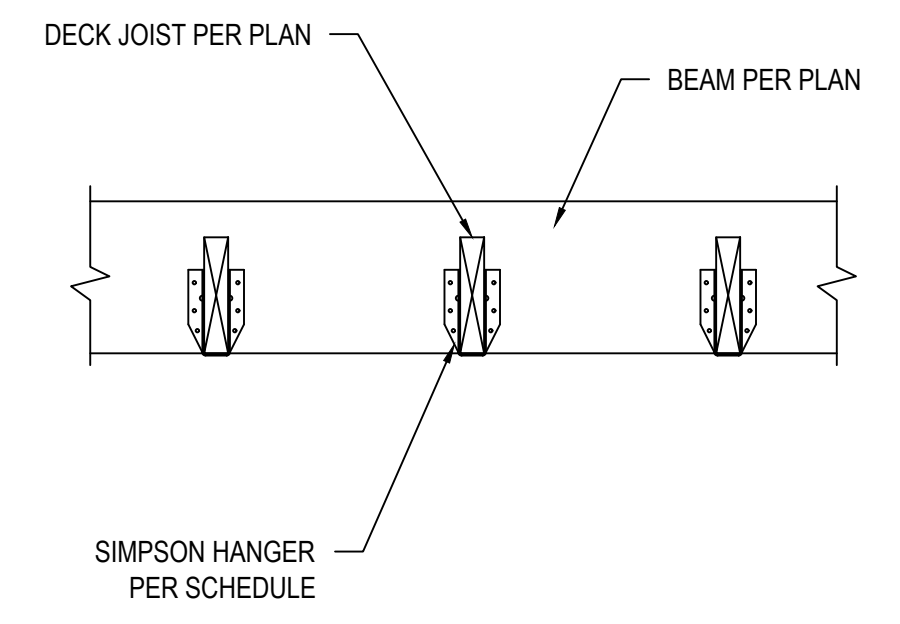 DECK JOIST PER PLAN
BEAM PER PLAN
SIMPSON HANGER
PER SCHEDULE